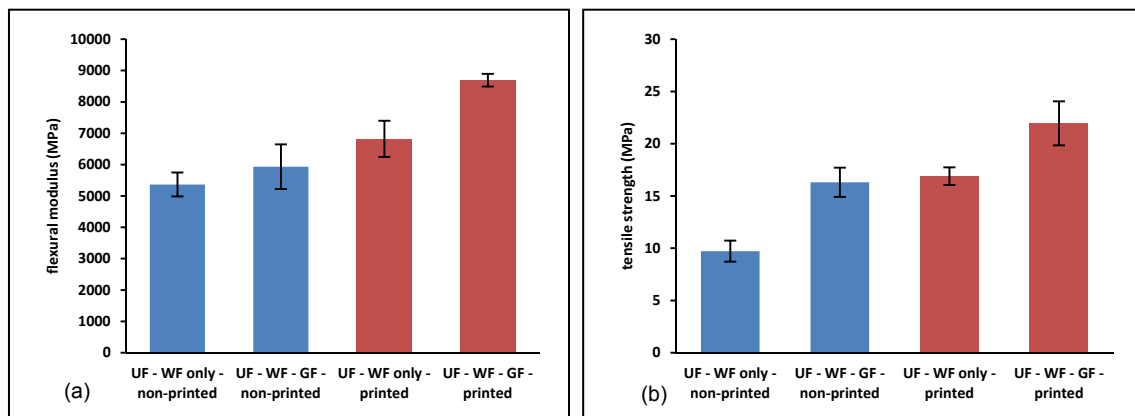 10000
9000
8000
7000
6000
5000
4000
3000
2000
1000
0
flexural modulus (MPa)
UF - WF only - UF - WF - GF - UF - WF only - UF - WF - GF -
non-printed non-printed printed printed
(a)
30
25
20
15
10
5
0
tensile strength (MPa)
UF - WF only - UF - WF - GF - UF - WF only - UF - WF - GF -
non-printed non-printed printed printed
(b)